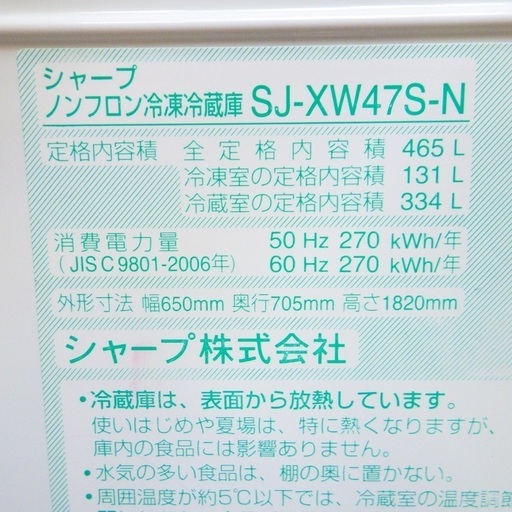 シャープ
ノンフロン冷凍冷蔵庫 SJ-XW47S-N
定格内容積 全定格内容積 465 L
冷凍室の定格内容積 131 L
冷蔵室の定格内容積 334 L
消費電力量 50 Hz 270 kWh/年
(JIS C 9801-2006年) 60 Hz 270 kWh/年
外形寸法 幅650mm 奥行705mm 高さ1820mm
シャープ株式会社
・冷蔵庫は、表面から放熱しています。
使いはじめや夏場は、特に熱くなりますが、
庫内の食品には影響ありません。
・水気の多い食品は、棚の奥に置かない。
・周囲温度が約5℃以下では、冷蔵室の温度調節